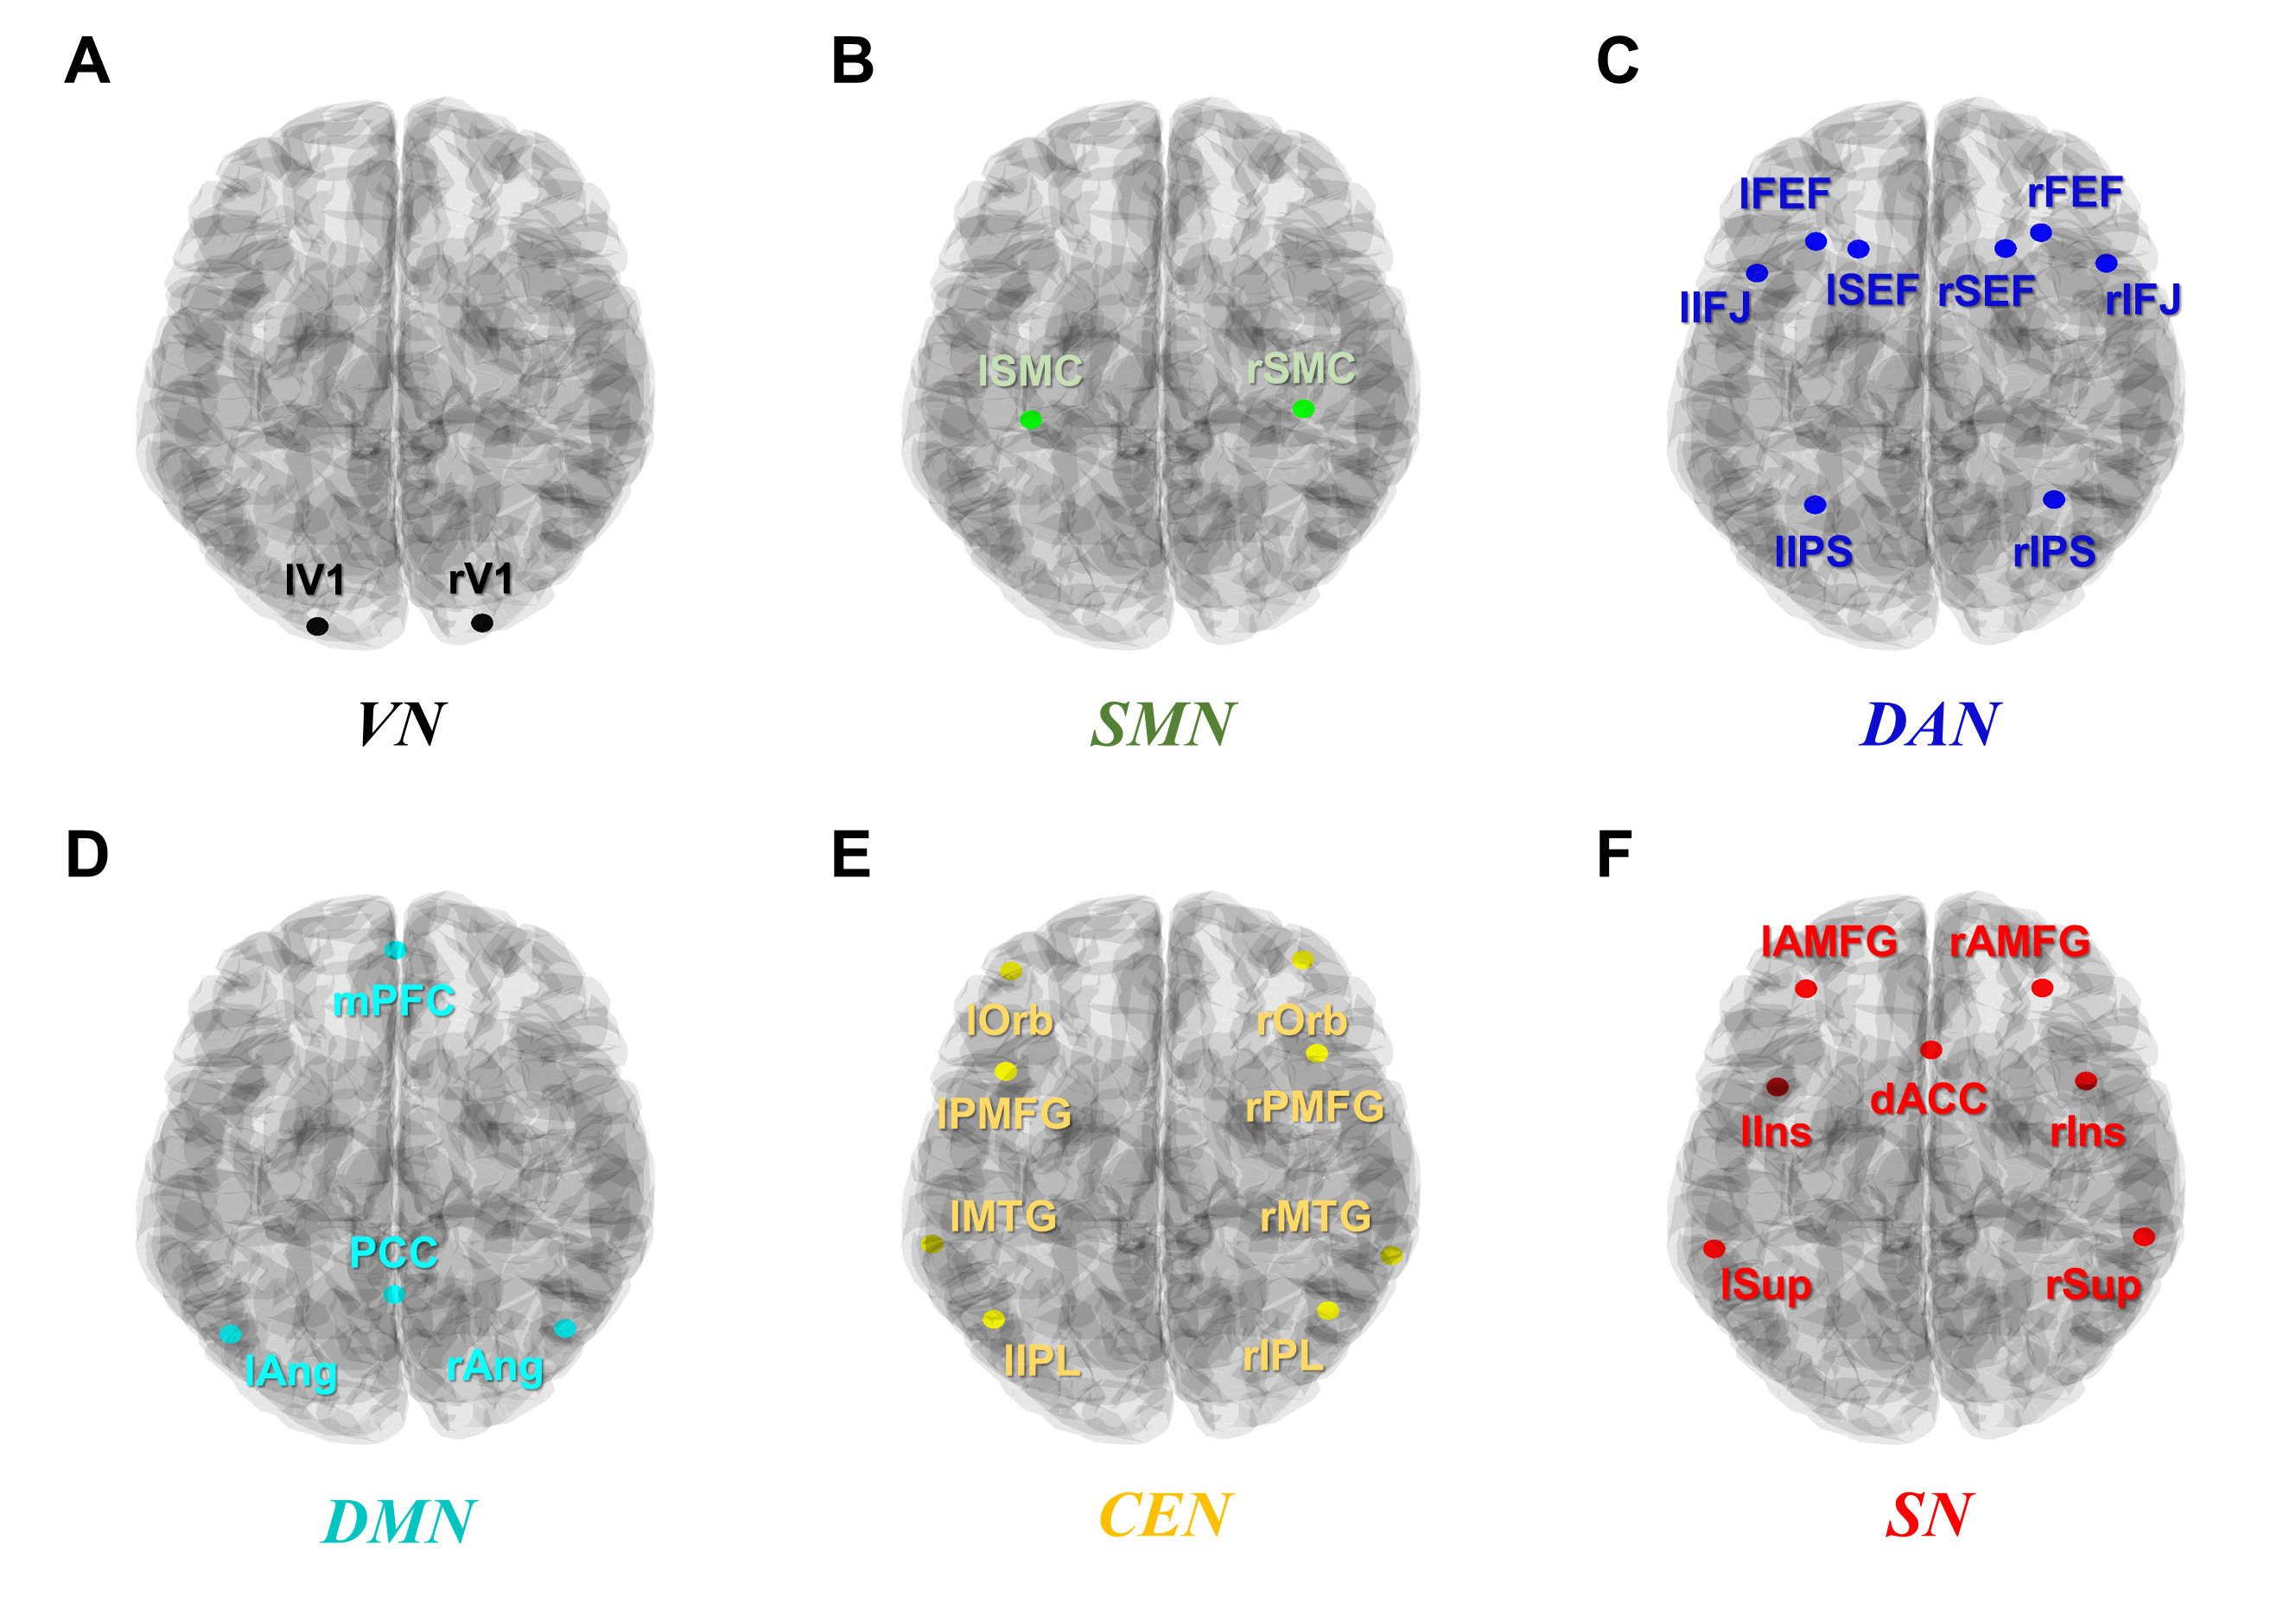 A
B
C
lV1
rV1
VN
lSMC
rSMC
SMN
lFEF
rFEF
lSEF
rSEF
lIFJ
rIFJ
lIPS
rIPS
DAN
D
E
F
mPFC
PCC
lAng
rAng
DMN
lOrb
rOrb
lPMFG
rPMFG
lMTG
rMTG
lIPL
rIPL
CEN
lAMFG
rAMFG
dACC
lIns
rIns
lSup
rSup
SN